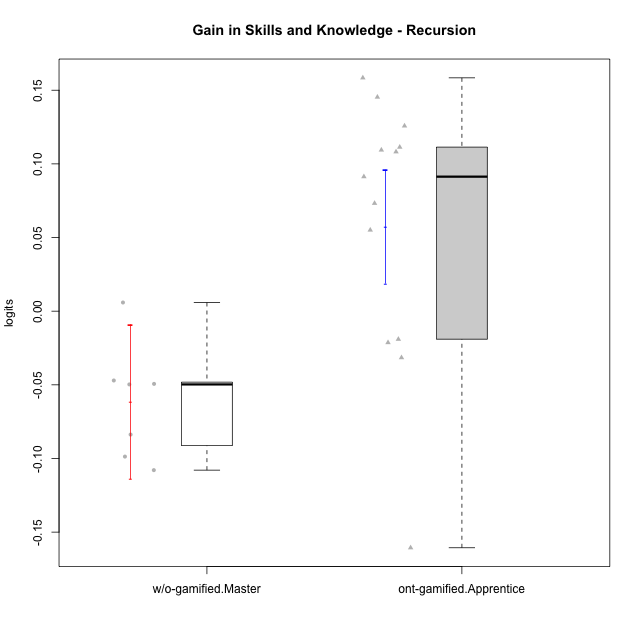 Gain in Skills and Knowledge - Recursion
logits
0.15
0.10
0.05
0.00
-0.05
-0.10
-0.15
w/o-gamified.Master
ont-gamified.Apprentice